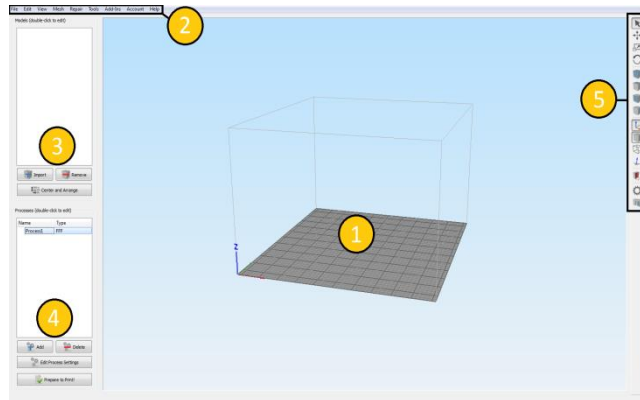 File Edit View Mesh Repair Tools Add-Ins Account Help
2
Models (double-click to edit)
5
3
Import Remove
Center and Arrange
Processes (double-click to edit)
Name Type
Process1 FFF
1
Z
4
Add Delete
Edit Process Settings
Prepare to Print!